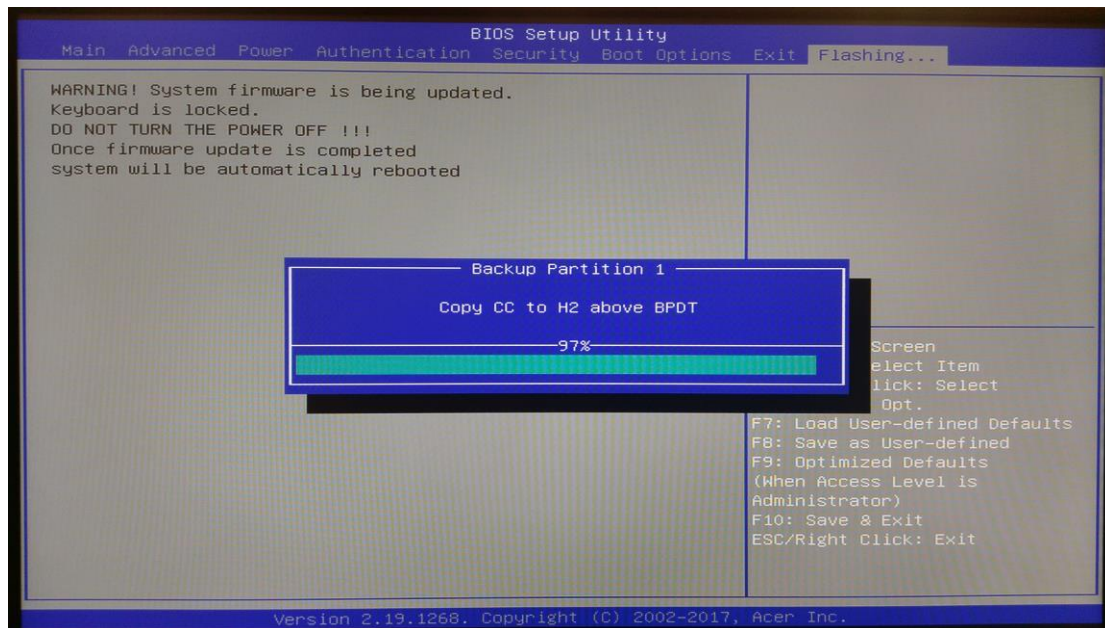 BIOS Setup Utility
Main Advanced Power Authentication Security Boot Options Exit Flashing...
WARNING! System firmware is being updated.
Keyboard is locked.
DO NOT TURN THE POWER OFF !!!
Once firmware update is completed
system will be automatically rebooted
Backup Partition 1
Copy CC to H2 above BPDT
97%
Screen
elect Item
lick: Select
Opt.
F7: Load User-defined Defaults
F8: Save as User-defined
F9: Optimized Defaults
(When Access Level is
Administrator)
F10: Save & Exit
ESC/Right Click: Exit
Version 2.19.1268. Copyright (C) 2002-2017, Acer Inc.